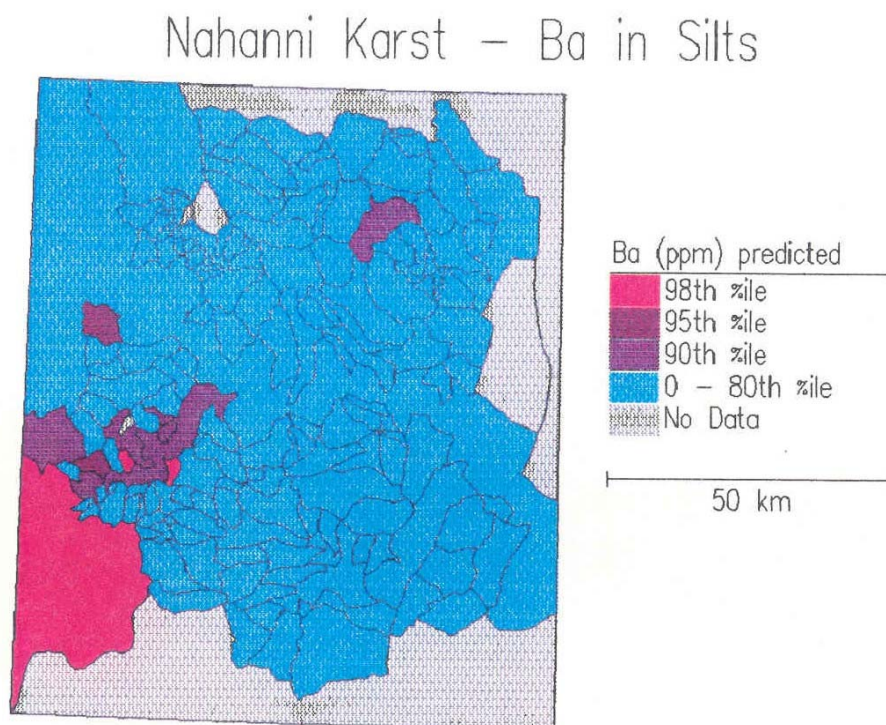 Nahanni Karst - Ba in Silts
Ba (ppm) predicted
98th %ile
95th %ile
90th %ile
0 - 80th %ile
No Data
50 km